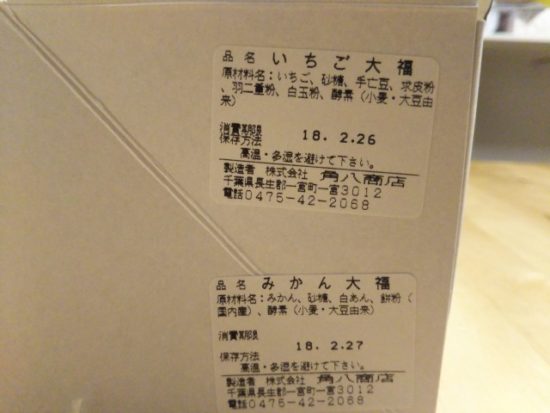 品名 いちご大福
原材料名:いちご、砂糖、手亡豆、求皮粉
、羽二重粉、白玉粉、酵素(小麦・大豆由
来)
消費期限 18. 2.26
保存方法
高温・多湿を避けて下さい。
製造者 株式会社 角八商店
千葉県長生郡一宮町一宮3012
電話0475-42-2068
品名 みかん大福
原材料名:みかん、砂糖、白あん、餅粉(
国内産)、酵素(小麦・大豆由来)
消費期限
18. 2.27
保存方法
高温・多湿を避けて下さい。
製造者 株式会社 角八商店
千葉県長生郡一宮町一宮3012
電話0475-42-2068